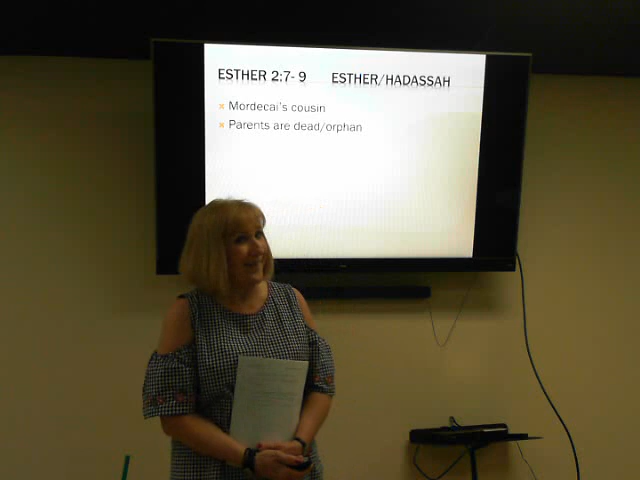 ESTHER 2:7- 9 ESTHER/HADASSAH
Mordecai's cousin
Parents are dead/orphan